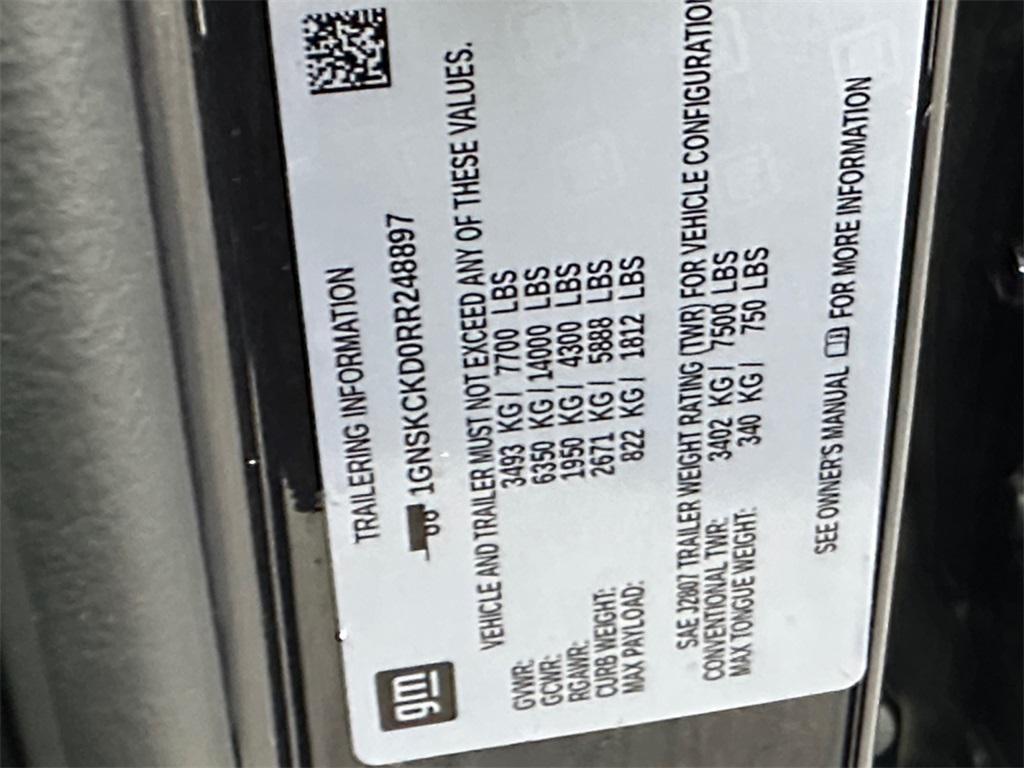 gm
TRAILERING INFORMATION
1GNSKCKD0RR248897
VEHICLE AND TRAILER MUST NOT EXCEED ANY OF THESE VALUES.
GVWR: 3493 KG / 7700 LBS
GCWR: 6350 KG / 14000 LBS
RGAWR: 1950 KG / 4300 LBS
CURB WEIGHT: 2671 KG / 5888 LBS
MAX PAYLOAD: 822 KG / 1812 LBS
SAE J2807 TRAILER WEIGHT RATING (TWR) FOR VEHICLE CONFIGURATION
CONVENTIONAL TWR: 3402 KG / 7500 LBS
MAX TONGUE WEIGHT: 340 KG / 750 LBS
SEE OWNER'S MANUAL FOR MORE INFORMATION